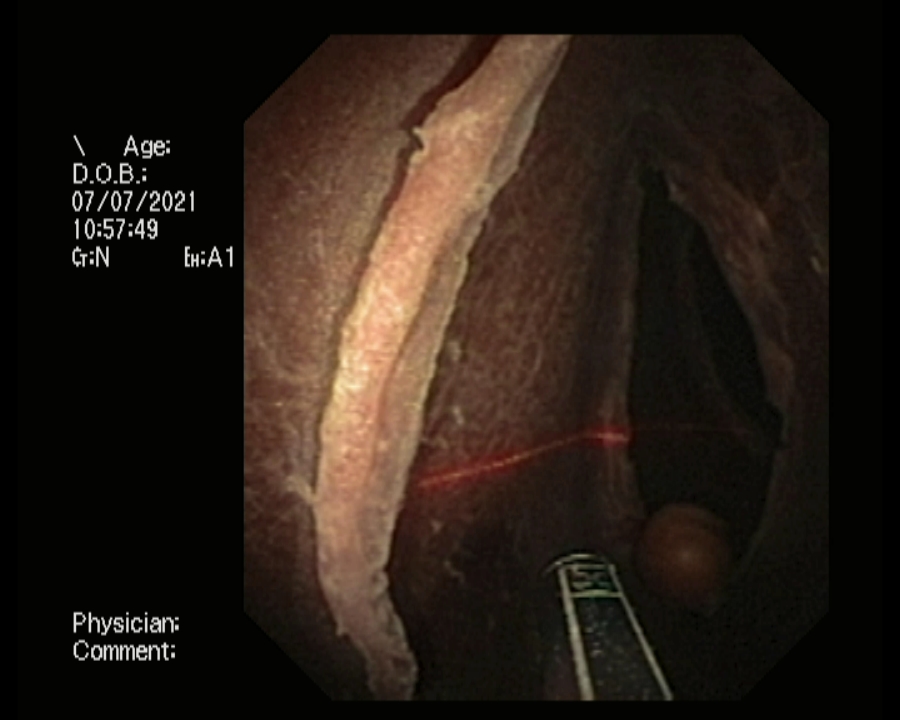 \ Age:
D.O.B.:
07/07/2021
10:57:49
Cr:N Eh:A1
Physician:
Comment: